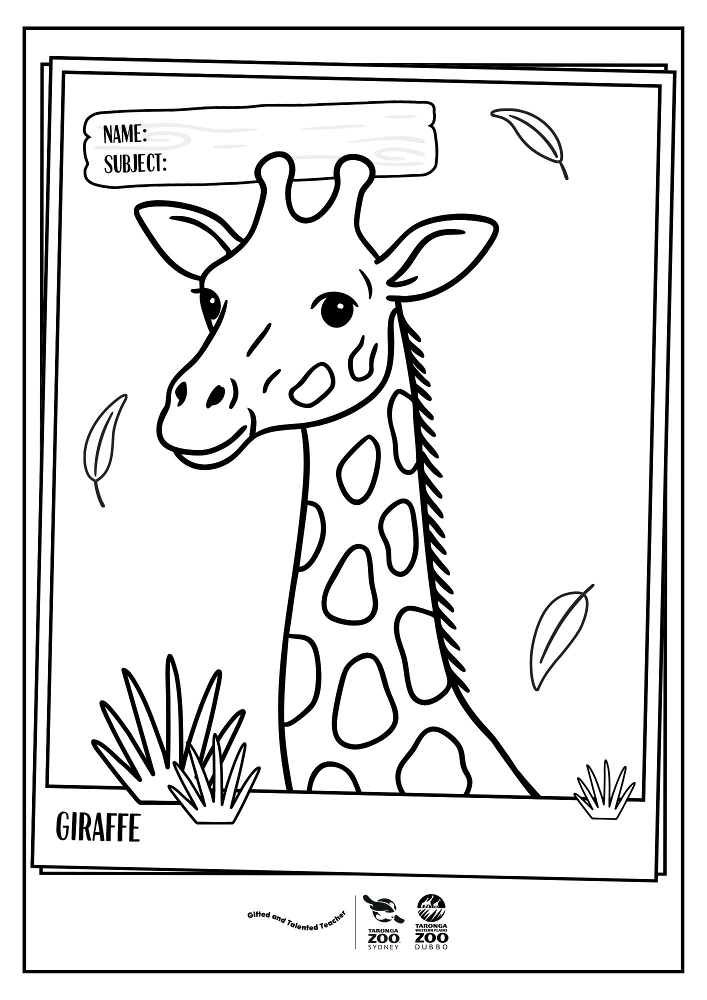 NAME:
SUBJECT:
GIRAFFE
Gifted and Talented Teacher
TARONGA
ZOO
SYDNEY
TARONGA
WESTERN PLAINS
ZOO
DUBBO